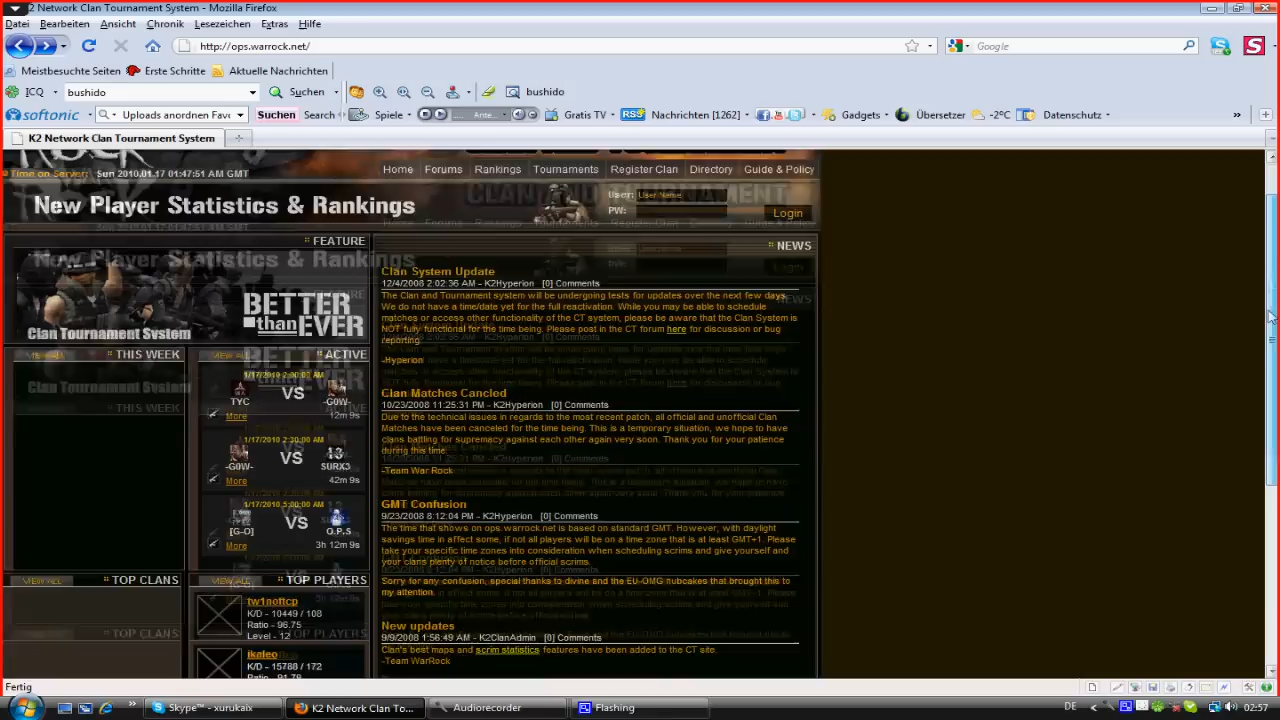 K2 Network Clan Tournament System - Mozilla Firefox
Datei Bearbeiten Ansicht Chronik Lesezeichen Extras Hilfe
http://ops.warrock.net/
Google
Meistbesuchte Seiten Erste Schritte Aktuelle Nachrichten
ICQ bushido Suchen bushido
softonic Uploads anordnen Favo Suchen Search Spiele Ante... Gratis TV RSS Nachrichten [1262] Gadgets Übersetzer -2°C Datenschutz
K2 Network Clan Tournament System
Home Forums Rankings Tournaments Register Clan Directory Guide & Policy
Time on Server: Sun 2010.01.17 01:47:51 AM GMT
New Player Statistics & Rankings
User: User Name
PW:
Login
FEATURE
NEWS
BETTER
than EVER
Clan Tournament System
VIEW ALL THIS WEEK
VIEW ALL ACTIVE
1/17/2010 2:00:00 AM
TYC VS -G0W-
More 12m 9s
1/17/2010 2:30:00 AM
-G0W- VS SURX3
More 42m 9s
1/17/2010 5:00:00 AM
[G-O] VS O.P.S
More 3h 12m 9s
VIEW ALL TOP CLANS
VIEW ALL TOP PLAYERS
tw1nottcp
K/D - 10449 / 108
Ratio - 96.75
Level - 12
ikaleo
K/D - 15788 / 172
Ratio - 91.79
Clan System Update
12/4/2008 2:02:36 AM - K2Hyperion [0] Comments
The Clan and Tournament system will be undergoing tests for updates over the next few days.
We do not have a time/date yet for the full reactivation. While you may be able to schedule
matches or access other functionality of the CT system, please be aware that the Clan System is
NOT fully functional for the time being. Please post in the CT forum here for discussion or bug
reporting.
-Hyperion
Clan Matches Cancled
10/23/2008 11:25:31 PM - K2Hyperion [0] Comments
Due to the technical issues in regards to the most recent patch, all official and unofficial Clan
Matches have been canceled for the time being. This is a temporary situation, we hope to have
clans battling for supremacy against each other again very soon. Thank you for your patience
during this time.
-Team War Rock
GMT Confusion
9/23/2008 8:12:04 PM - K2Hyperion [0] Comments
The time that shows on ops.warrock.net is based on standard GMT. However, with daylight
savings time in affect some, if not all players will be on a time zone that is at least GMT+1. Please
take your specific time zones into consideration when scheduling scrims and give yourself and
your clans plenty of notice before official scrims.
Sorry for any confusion, special thanks to divine and the EU-OMG nubcakes that brought this to
my attention.
New updates
9/9/2008 1:56:49 AM - K2ClanAdmin [0] Comments
Clan's best maps and scrim statistics features have been added to the CT site.
-Team WarRock
Fertig
Skype™ - xurukaix K2 Network Clan To... Audiorecorder Flashing DE 02:57